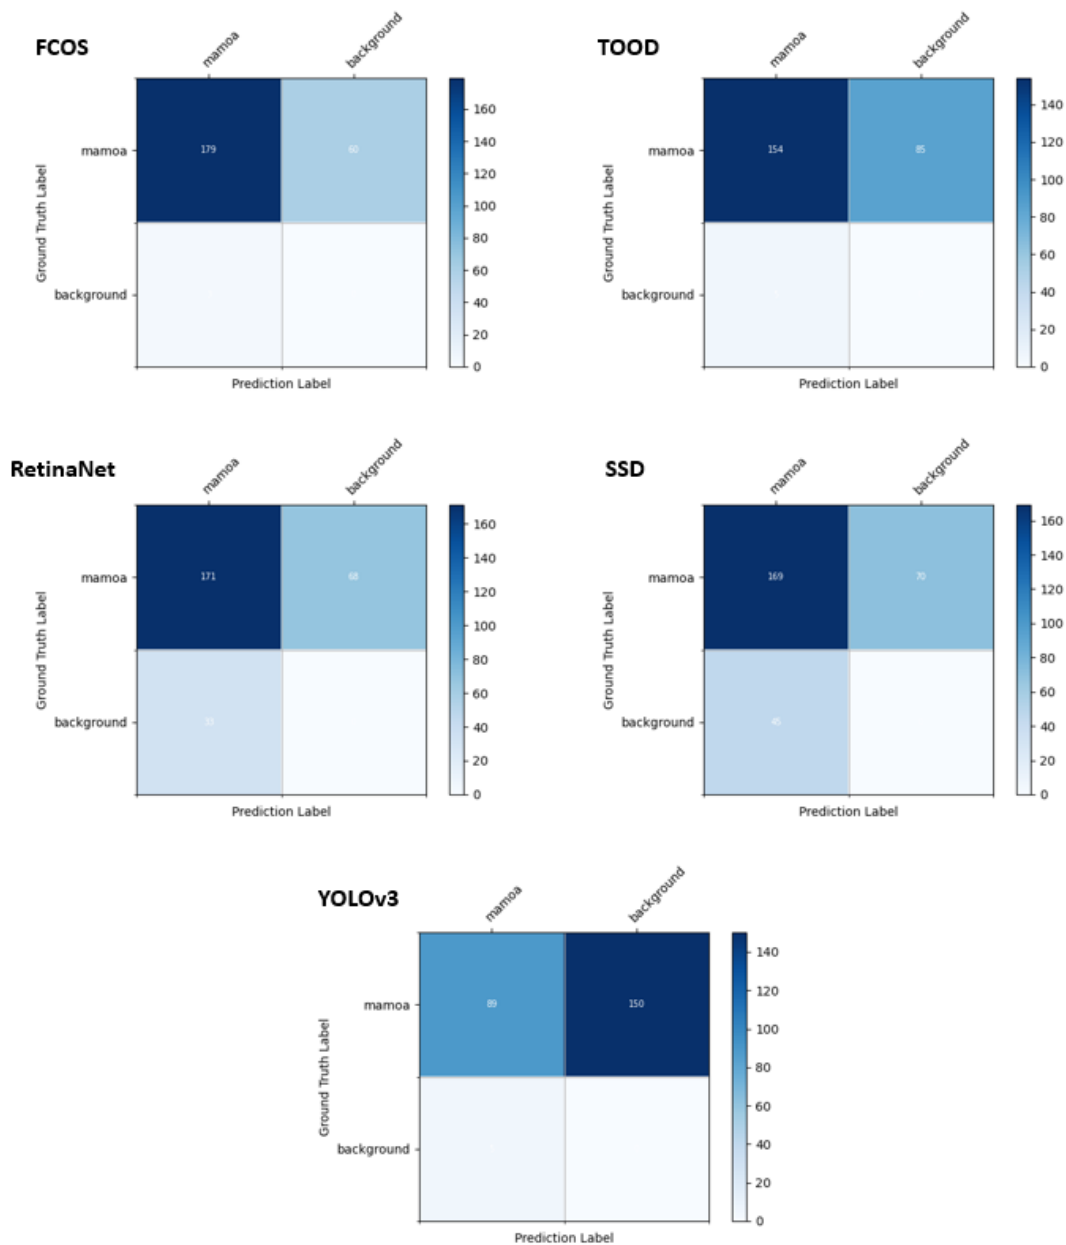 FCOS
mamoa
background
mamoa
179
60
background
Ground Truth Label
Prediction Label
160
140
120
100
80
60
40
20
0
TOOD
mamoa
background
mamoa
154
85
background
Ground Truth Label
Prediction Label
140
120
100
80
60
40
20
0
RetinaNet
mamoa
background
mamoa
171
68
background
Ground Truth Label
Prediction Label
160
140
120
100
80
60
40
20
0
SSD
mamoa
background
mamoa
169
70
background
45
Ground Truth Label
Prediction Label
160
140
120
100
80
60
40
20
0
YOLOv3
mamoa
background
mamoa
89
150
background
Ground Truth Label
Prediction Label
140
120
100
80
60
40
20
0